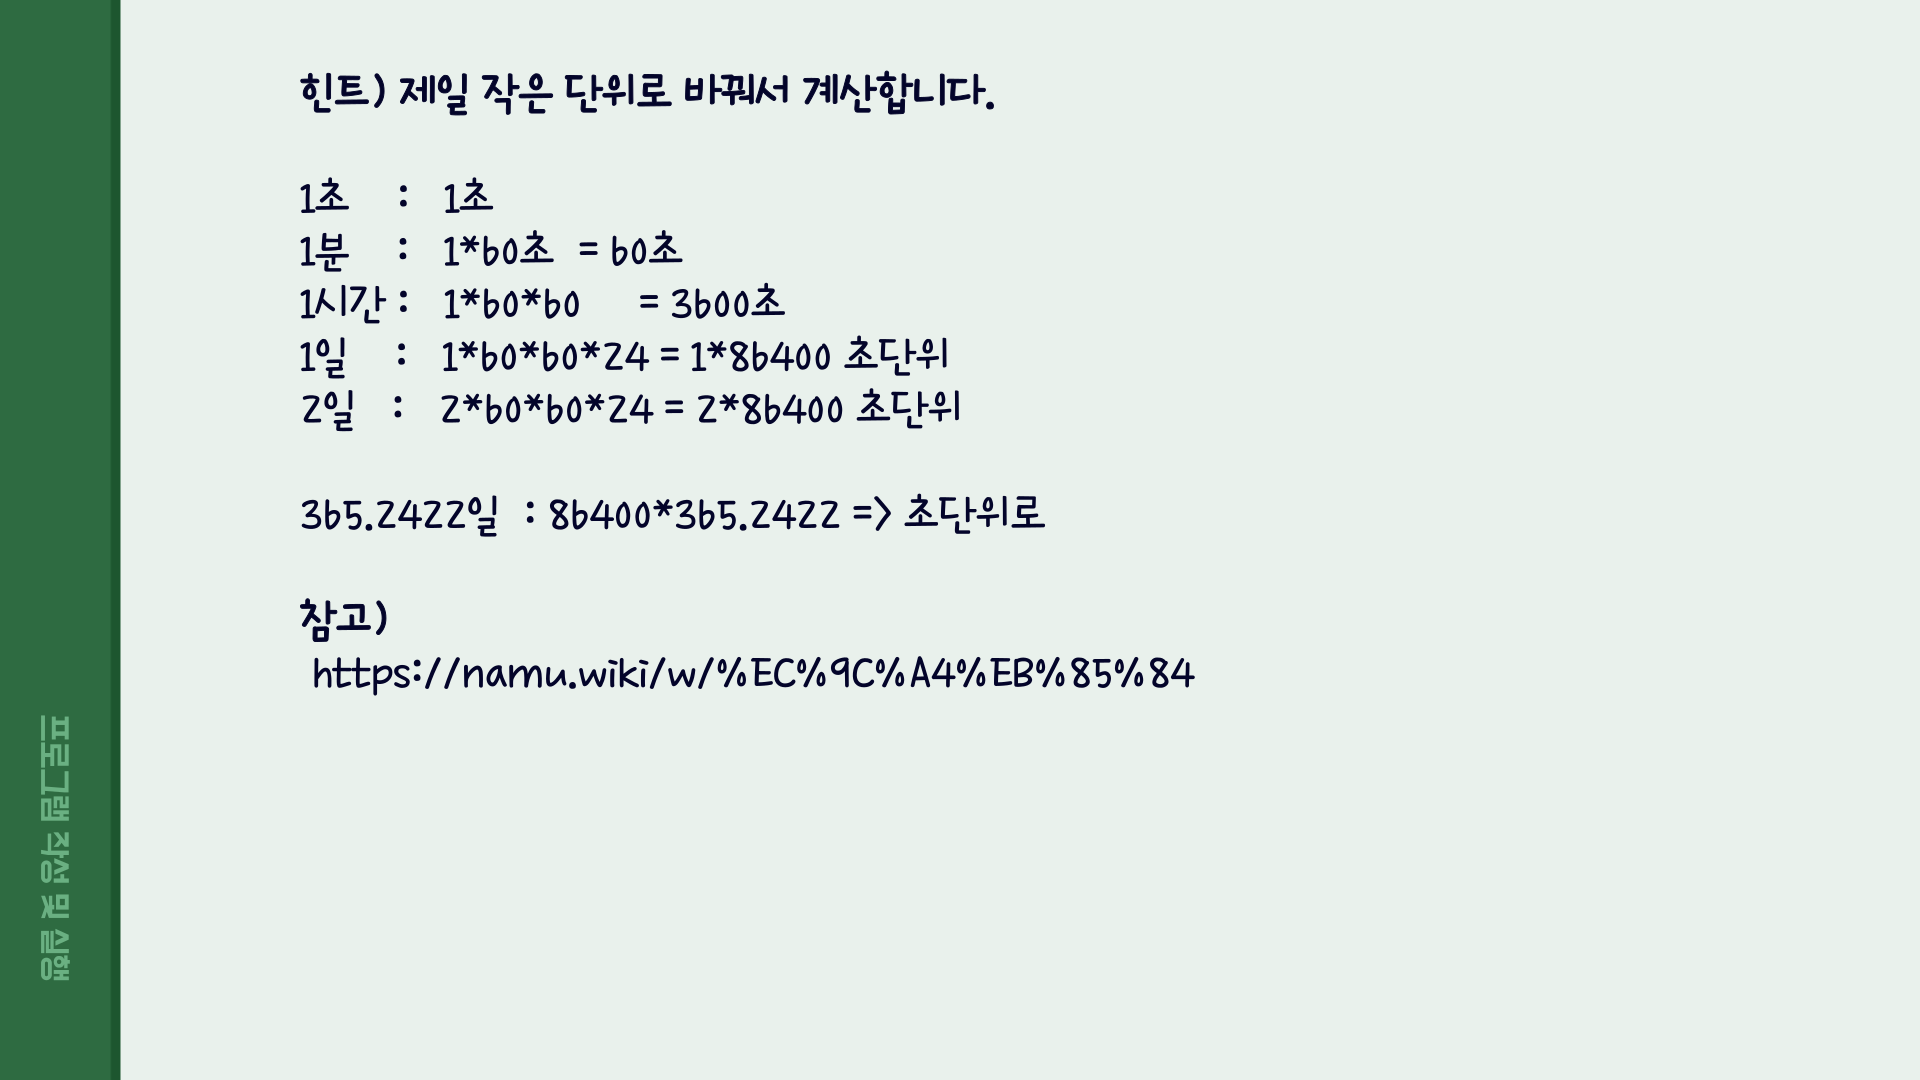 힌트) 제일 작은 단위로 바꿔서 계산합니다.
1초 : 1초
1분 : 1*60초 = 60초
1시간 : 1*60*60 = 3600초
1일 : 1*60*60*24 = 1*86400 초단위
2일 : 2*60*60*24 = 2*86400 초단위
365.2422일 : 86400*365.2422 => 초단위로
참고)
https://namu.wiki/w/%EC%9C%A4%EB%85%84
프로그램 작성 및 실행